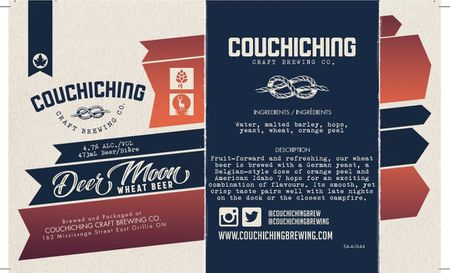 COUCHICHING
CRAFT BREWING CO.
4.7% ALC./VOL
473ml Beer/Bière
Deer Moon
WHEAT BEER
Brewed and Packaged at
COUCHICHING CRAFT BREWING CO.
162 Mississaga Street East Orillia ON
COUCHICHING
CRAFT BREWING CO.
INGREDIENTS / INGRÉDIENTS
Water, malted barley, hops,
yeast, wheat, orange peel
DESCRIPTION
Fruit-forward and refreshing, our wheat
beer is brewed with a German yeast, a
Belgian-style dose of orange peel and
American Idaho 7 hops for an exciting
combination of flavours. Its smooth, yet
crisp taste pairs well with late nights
on the dock or the closest campfire.
@COUCHICHINGBREW
@COUCHICHINGBREWING
WWW.COUCHICHINGBREWING.COM
54-4-1644